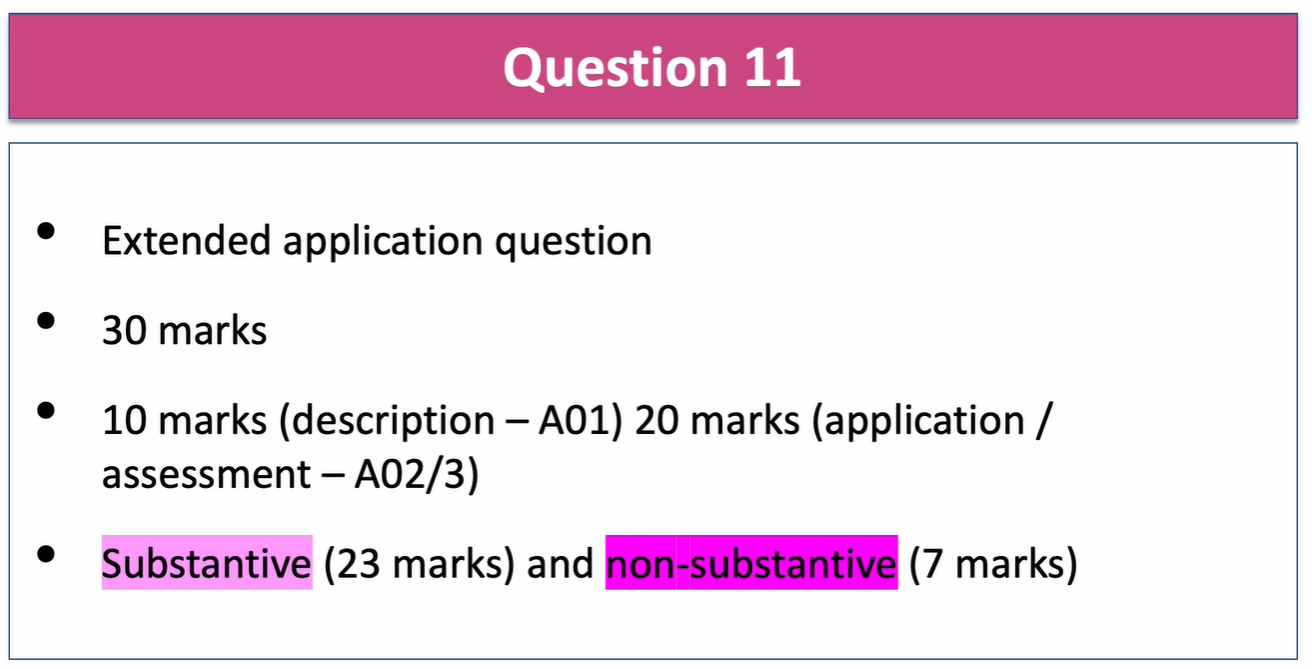 Question 11
• Extended application question
• 30 marks
• 10 marks (description – A01) 20 marks (application /
assessment – A02/3)
• Substantive (23 marks) and non-substantive (7 marks)